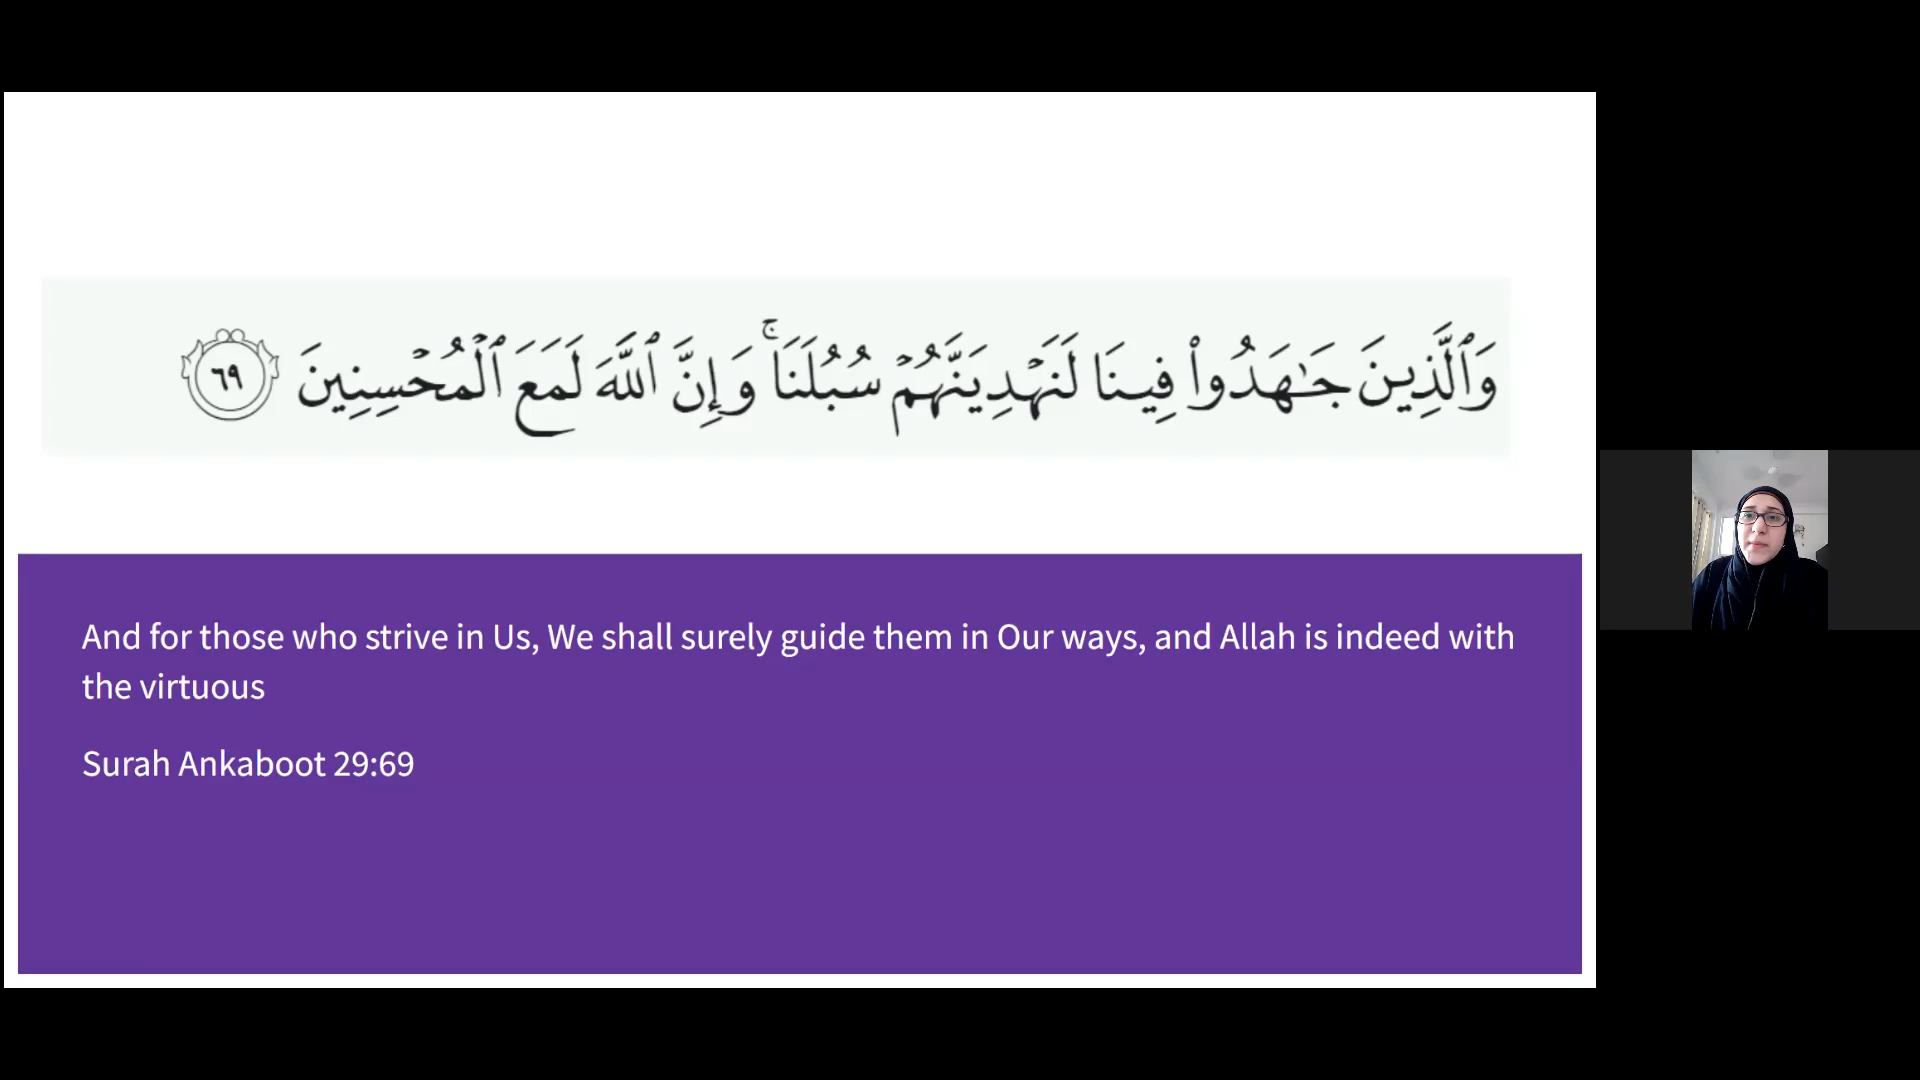 وَٱلَّذِينَ جَـٰهَدُوا۟ فِينَا لَنَهْدِيَنَّهُمْ سُبُلَنَا ۚ وَإِنَّ ٱللَّهَ لَمَعَ ٱلْمُحْسِنِينَ ٦٩
And for those who strive in Us, We shall surely guide them in Our ways, and Allah is indeed with
the virtuous
Surah Ankaboot 29:69